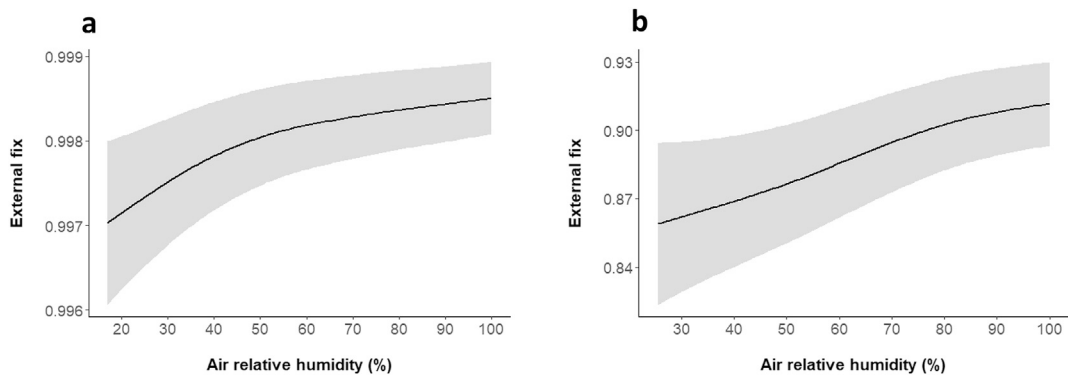 a
0.999
0.998
0.997
0.996
External fix
20 30 40 50 60 70 80 90 100
Air relative humidity (%)
b
0.93
0.90
0.87
0.84
External fix
30 40 50 60 70 80 90 100
Air relative humidity (%)